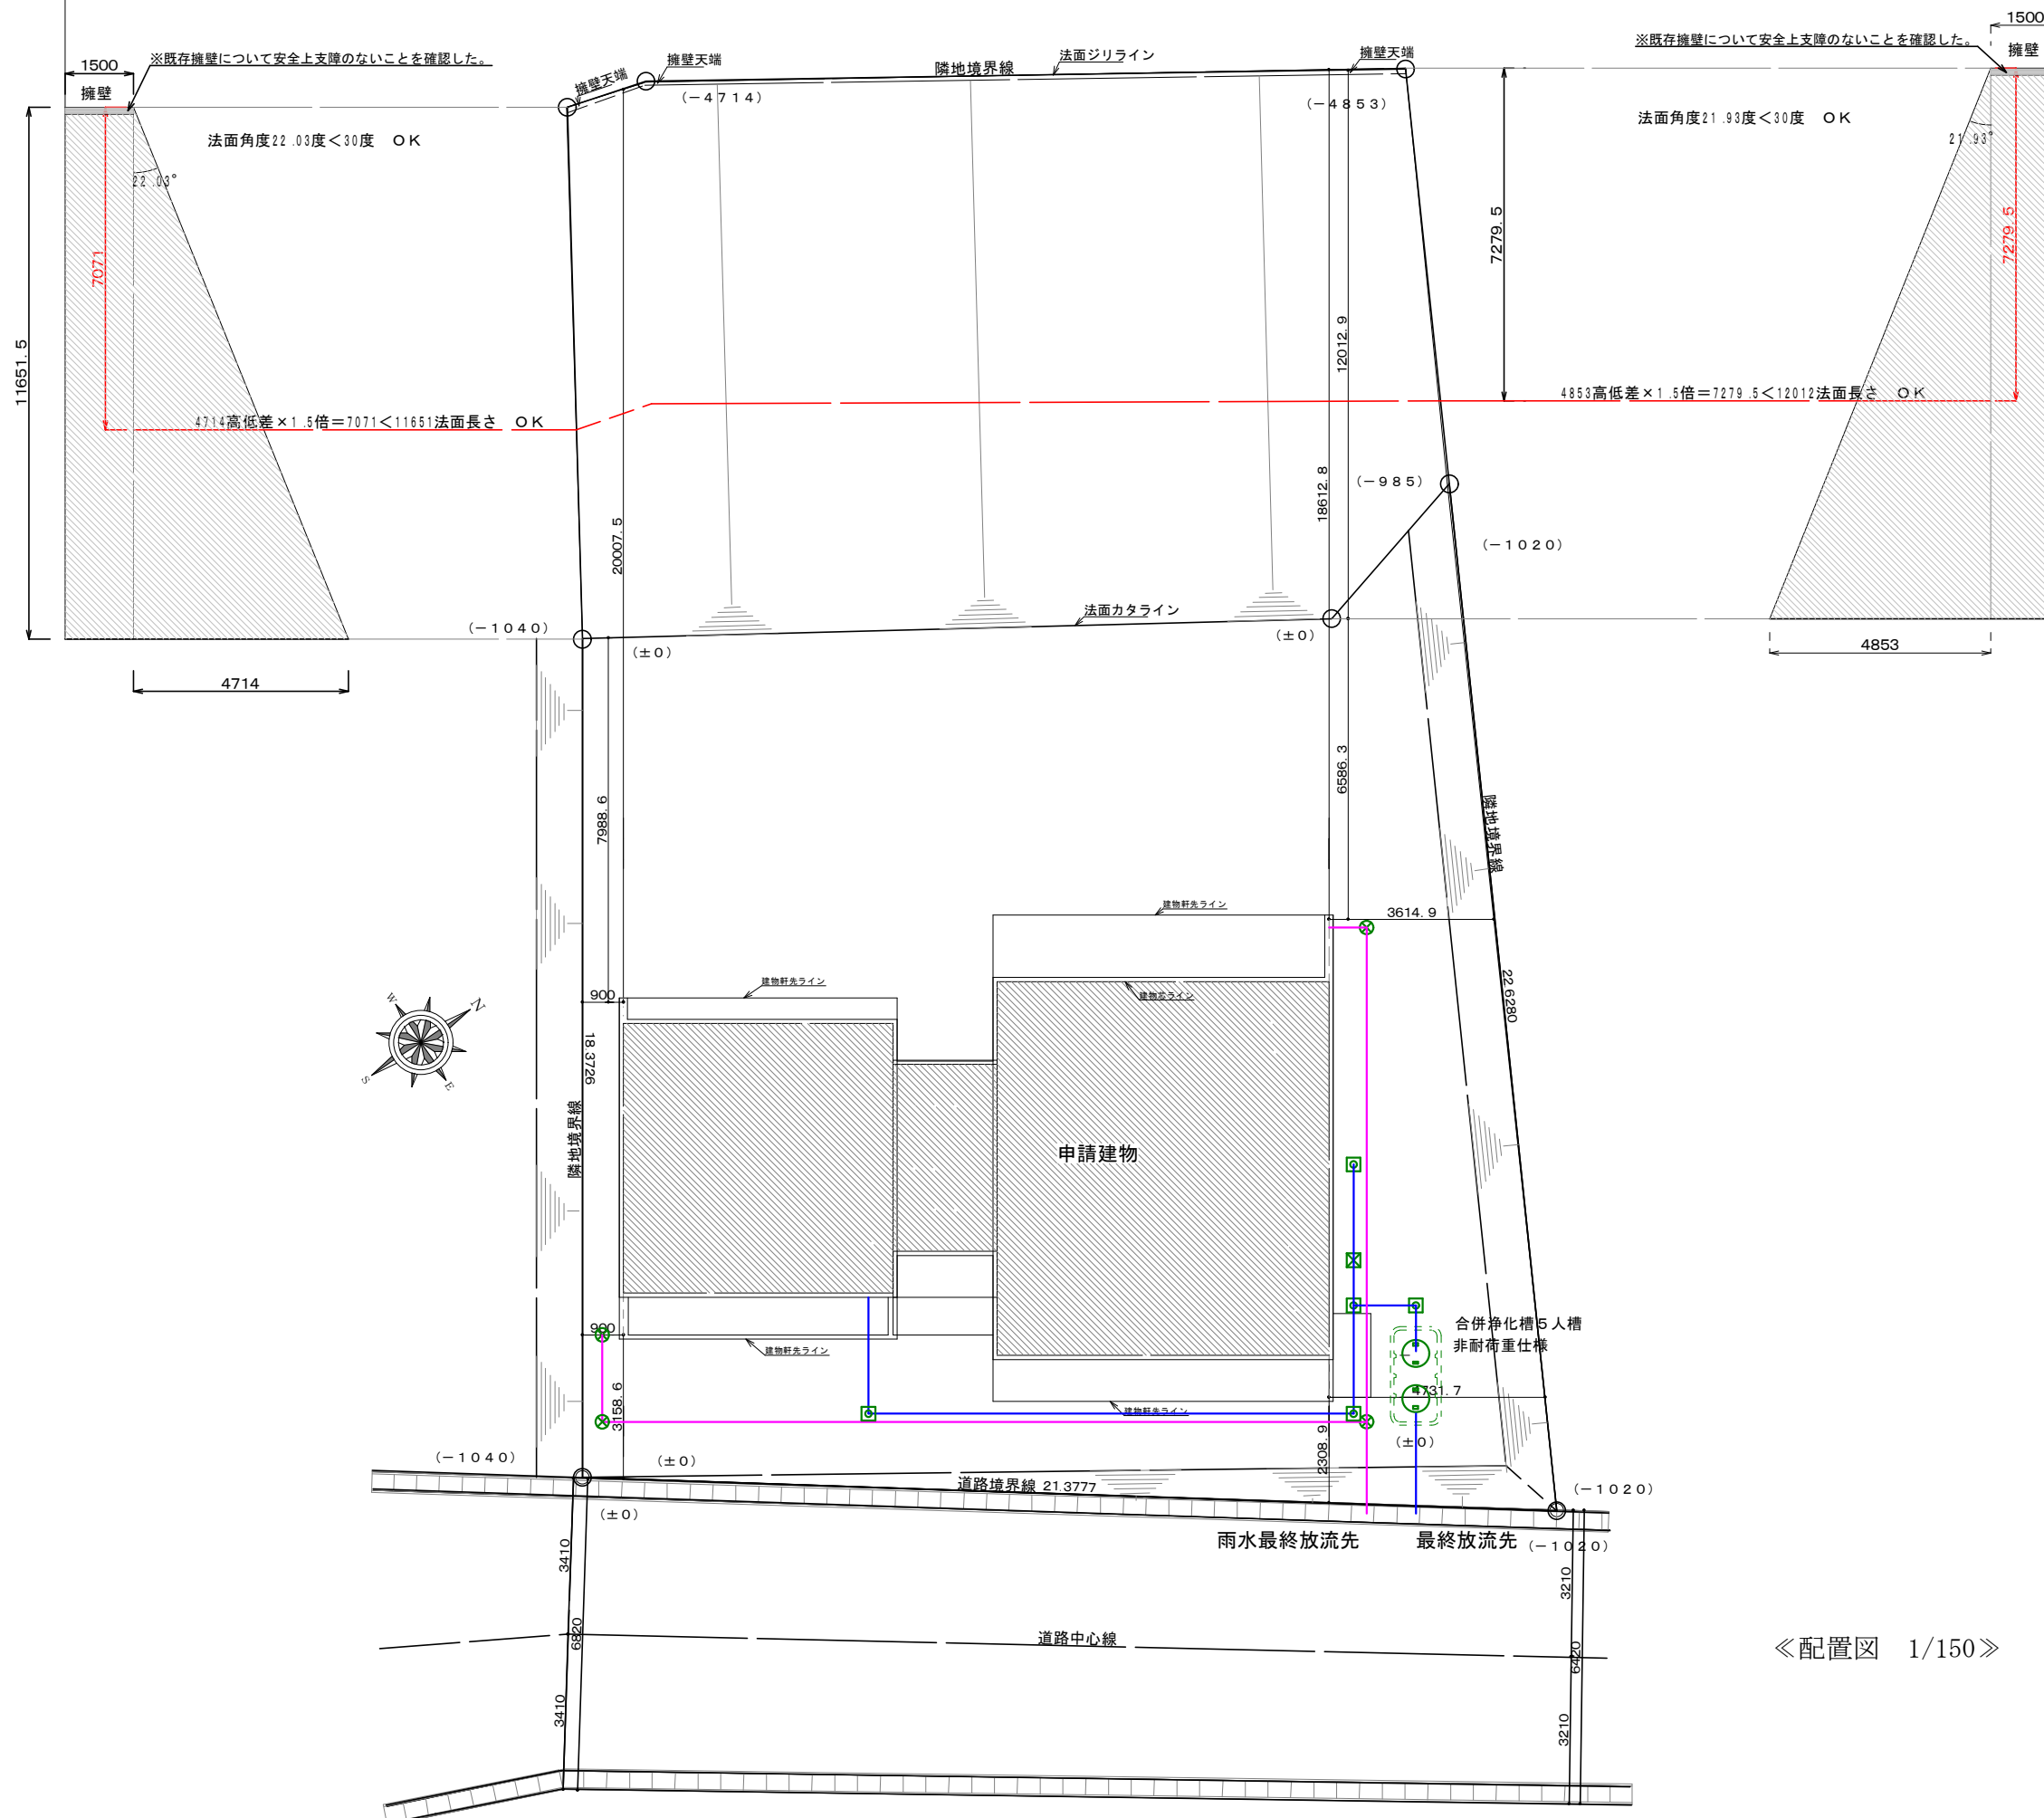 1500
※既存擁壁について安全上支障のないことを確認した。
擁壁
擁壁天端
擁壁天端
隣地境界線
法面ジリライン
擁壁天端
※既存擁壁について安全上支障のないことを確認した。
1500
擁壁
(－4714)
(－4853)
法面角度22.03度＜30度　ＯＫ
法面角度21.93度＜30度　ＯＫ
22.03°
21.93°
7071
11651.5
7279.5
7279.5
12012.9
4714高低差×1.5倍＝7071＜11651法面長さ　ＯＫ
4853高低差×1.5倍＝7279.5＜12012法面長さ　ＯＫ
20007.5
18612.8
(－985)
(－1020)
法面カタライン
(－1040)
(±0)
(±0)
4714
4853
7988.6
6586.3
隣地境界線
建物軒先ライン
3614.9
建物軒先ライン
建物芯ライン
900
22.6280
N
W
S
E
18.3726
隣地境界線
申請建物
合併浄化槽５人槽
非耐荷重仕様
900
建物軒先ライン
4731.7
建物軒先ライン
3158.6
2308.9
(±0)
(－1040)
(±0)
道路境界線 21.3777
(－1020)
(±0)
雨水最終放流先
最終放流先
(－1020)
3410
6820
3210
6420
道路中心線
3410
3210
≪配置図　1/150≫